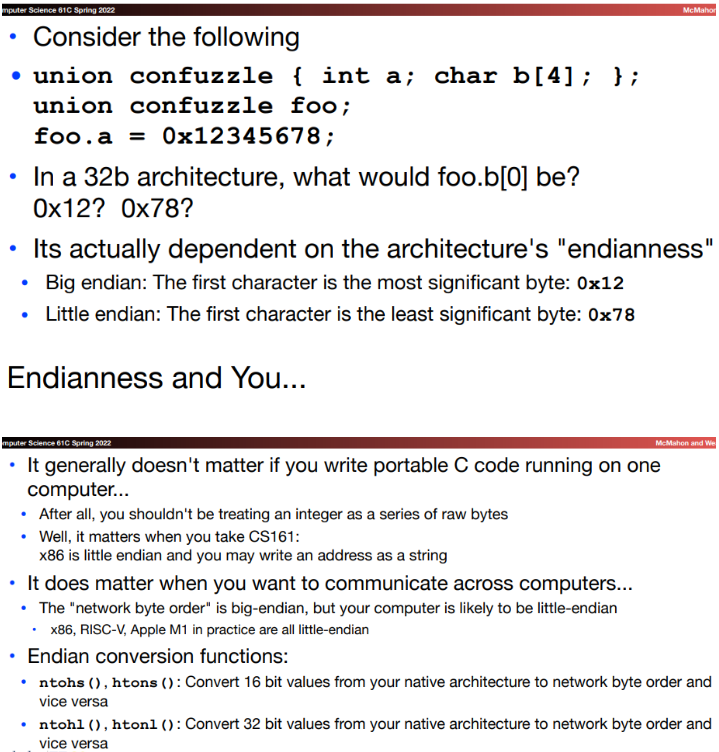 mputer Science 61C Spring 2022
McMahon
• Consider the following
• union confuzzle { int a; char b[4]; };
union confuzzle foo;
foo.a = 0x12345678;
• In a 32b architecture, what would foo.b[0] be?
0x12? 0x78?
• Its actually dependent on the architecture's "endianness"
• Big endian: The first character is the most significant byte: 0x12
• Little endian: The first character is the least significant byte: 0x78
Endianness and You...
mputer Science 61C Spring 2022
McMahon and We
• It generally doesn't matter if you write portable C code running on one
computer...
• After all, you shouldn't be treating an integer as a series of raw bytes
• Well, it matters when you take CS161:
x86 is little endian and you may write an address as a string
• It does matter when you want to communicate across computers...
• The "network byte order" is big-endian, but your computer is likely to be little-endian
• x86, RISC-V, Apple M1 in practice are all little-endian
• Endian conversion functions:
• ntohs(), htons(): Convert 16 bit values from your native architecture to network byte order and
vice versa
• ntohl(), htonl(): Convert 32 bit values from your native architecture to network byte order and
vice versa